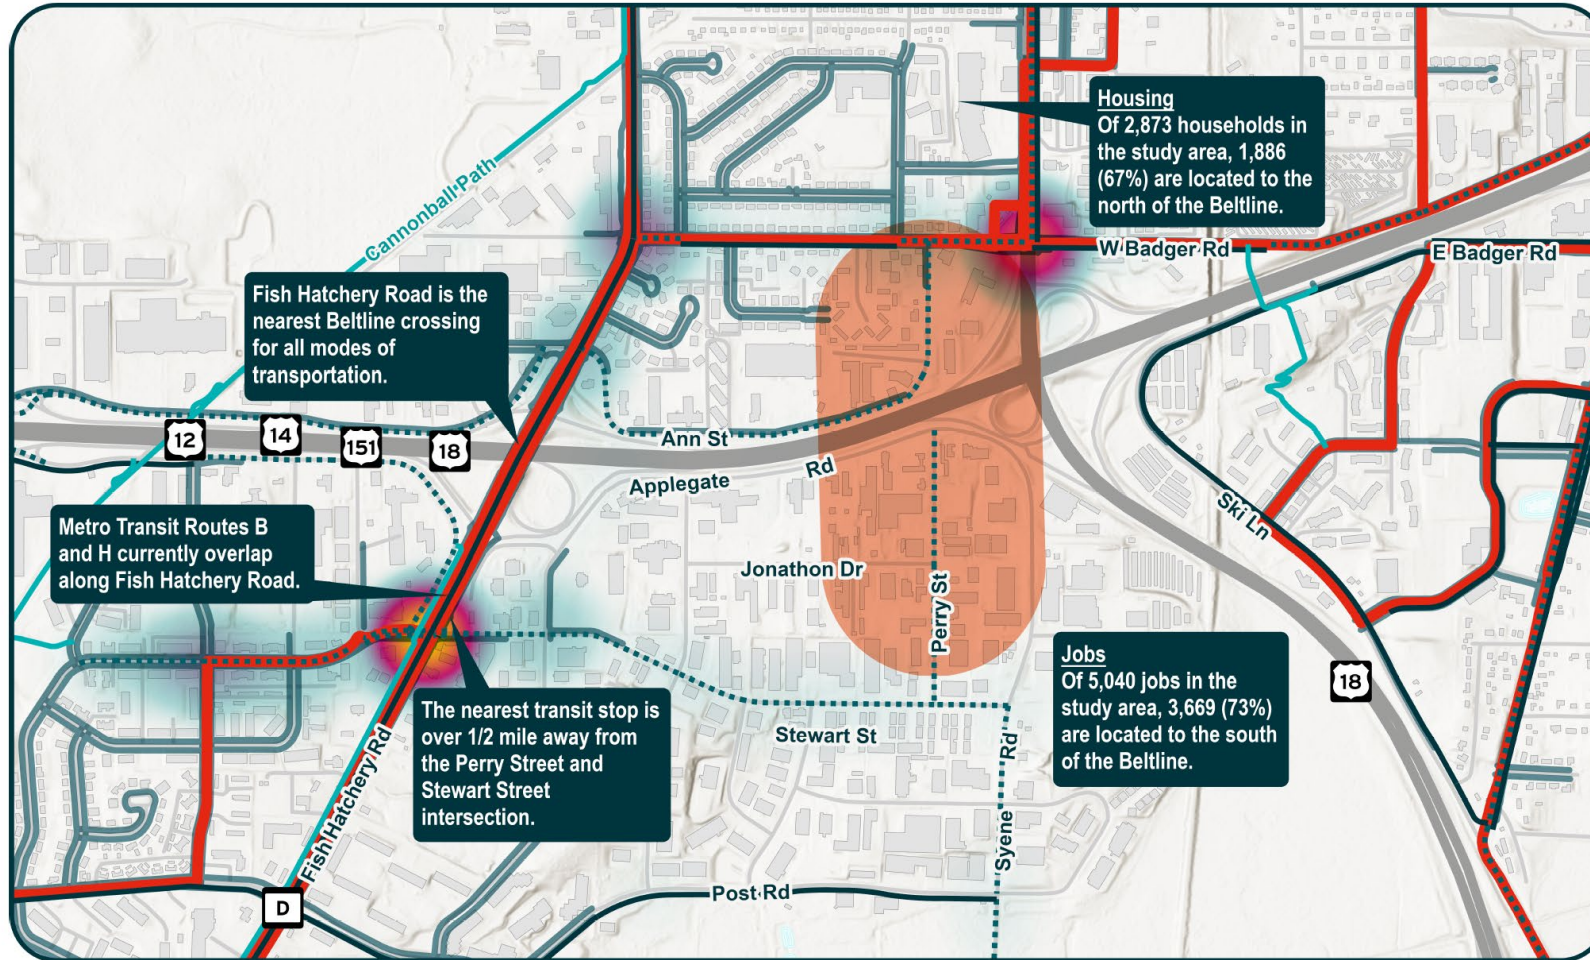 Housing
Of 2,873 households in
the study area, 1,886
(67%) are located to the
north of the Beltline.
Cannonball Path
W Badger Rd
E Badger Rd
Fish Hatchery Road is the
nearest Beltline crossing
for all modes of
transportation.
12
14
151
18
Ann St
Applegate Rd
Ski Ln
Metro Transit Routes B
and H currently overlap
along Fish Hatchery Road.
Jonathon Dr
Perry St
Jobs
Of 5,040 jobs in the
study area, 3,669 (73%)
are located to the south
of the Beltline.
18
The nearest transit stop is
over 1/2 mile away from
the Perry Street and
Stewart Street
intersection.
Stewart St
Fish Hatchery Rd
Syene Rd
Post Rd
D